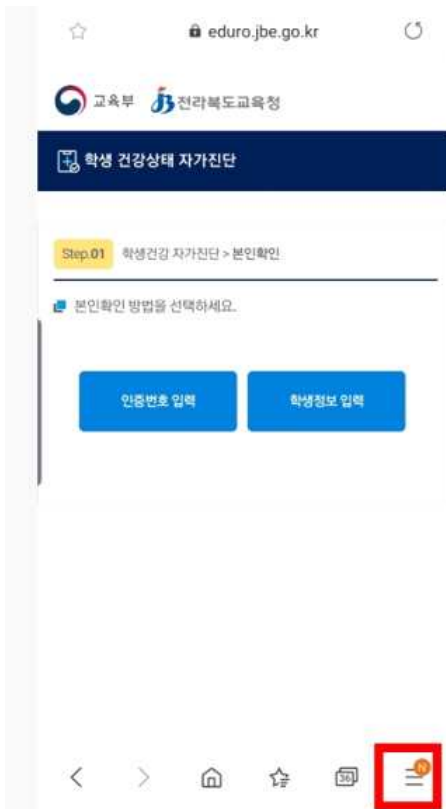 eduro.jbe.go.kr
교육부 전라북도교육청
학생 건강상태 자가진단
Step.01 학생건강 자가진단 > 본인확인
본인확인 방법을 선택하세요.
인증번호 입력 학생정보 입력
36
N